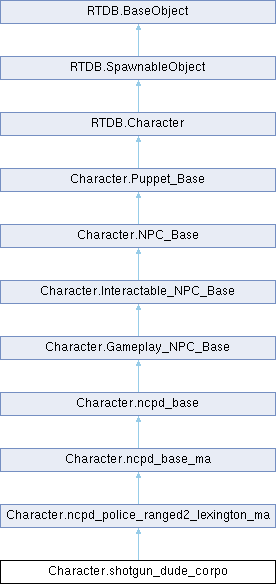 RTDB.BaseObject
RTDB.SpawnableObject
RTDB.Character
Character.Puppet_Base
Character.NPC_Base
Character.Interactable_NPC_Base
Character.Gameplay_NPC_Base
Character.ncpd_base
Character.ncpd_base_ma
Character.ncpd_police_ranged2_lexington_ma
Character.shotgun_dude_corpo